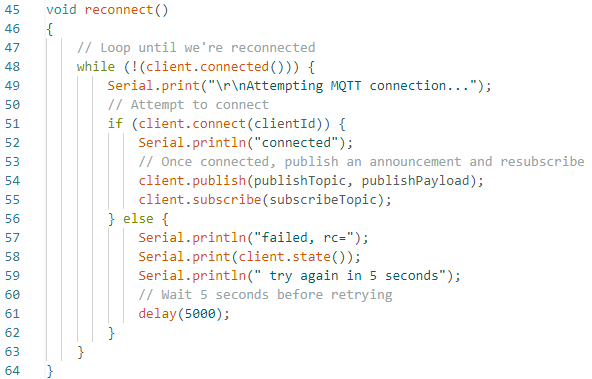 45 void reconnect()
46 {
47     // Loop until we're reconnected
48     while (!(client.connected())) {
49         Serial.print("\r\nAttempting MQTT connection...");
50         // Attempt to connect
51         if (client.connect(clientId)) {
52             Serial.println("connected");
53             // Once connected, publish an announcement and resubscribe
54             client.publish(publishTopic, publishPayload);
55             client.subscribe(subscribeTopic);
56         } else {
57             Serial.println("failed, rc=");
58             Serial.print(client.state());
59             Serial.println(" try again in 5 seconds");
60             // Wait 5 seconds before retrying
61             delay(5000);
62         }
63     }
64 }